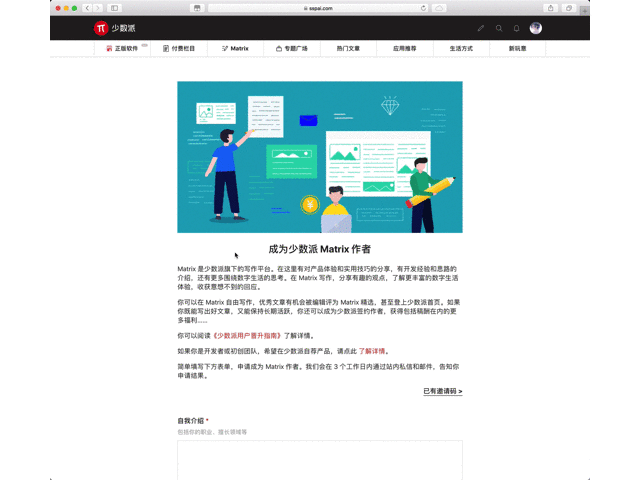 sspai.com
少数派
正版软件
付费栏目
Matrix
专题广场
热门文章
应用推荐
生活方式
新玩意
成为少数派 Matrix 作者
Matrix 是少数派旗下的写作平台。在这里有对产品体验和实用技巧的分享，有开发经验和思路的
介绍，还有更多围绕数字生活的思考。在 Matrix 写作，分享有趣的观点，了解更丰富的数字生活
体验，收获意想不到的回应。
你可以在 Matrix 自由写作，优秀文章有机会被编辑评为 Matrix 精选，甚至登上少数派首页。如果
你既能写出好文章，又能保持长期活跃，你还可以成为少数派签约作者，获得包括稿酬在内的更
多福利......
你可以阅读《少数派用户晋升指南》了解详情。
如果你是开发者或初创团队，希望在少数派自荐产品，请点此 了解详情。
简单填写下方表单，申请成为 Matrix 作者。我们会在 3 个工作日内通过站内私信和邮件，告知你
申请结果。
已有邀请码 >
自我介绍 *
包括你的职业、擅长领域等